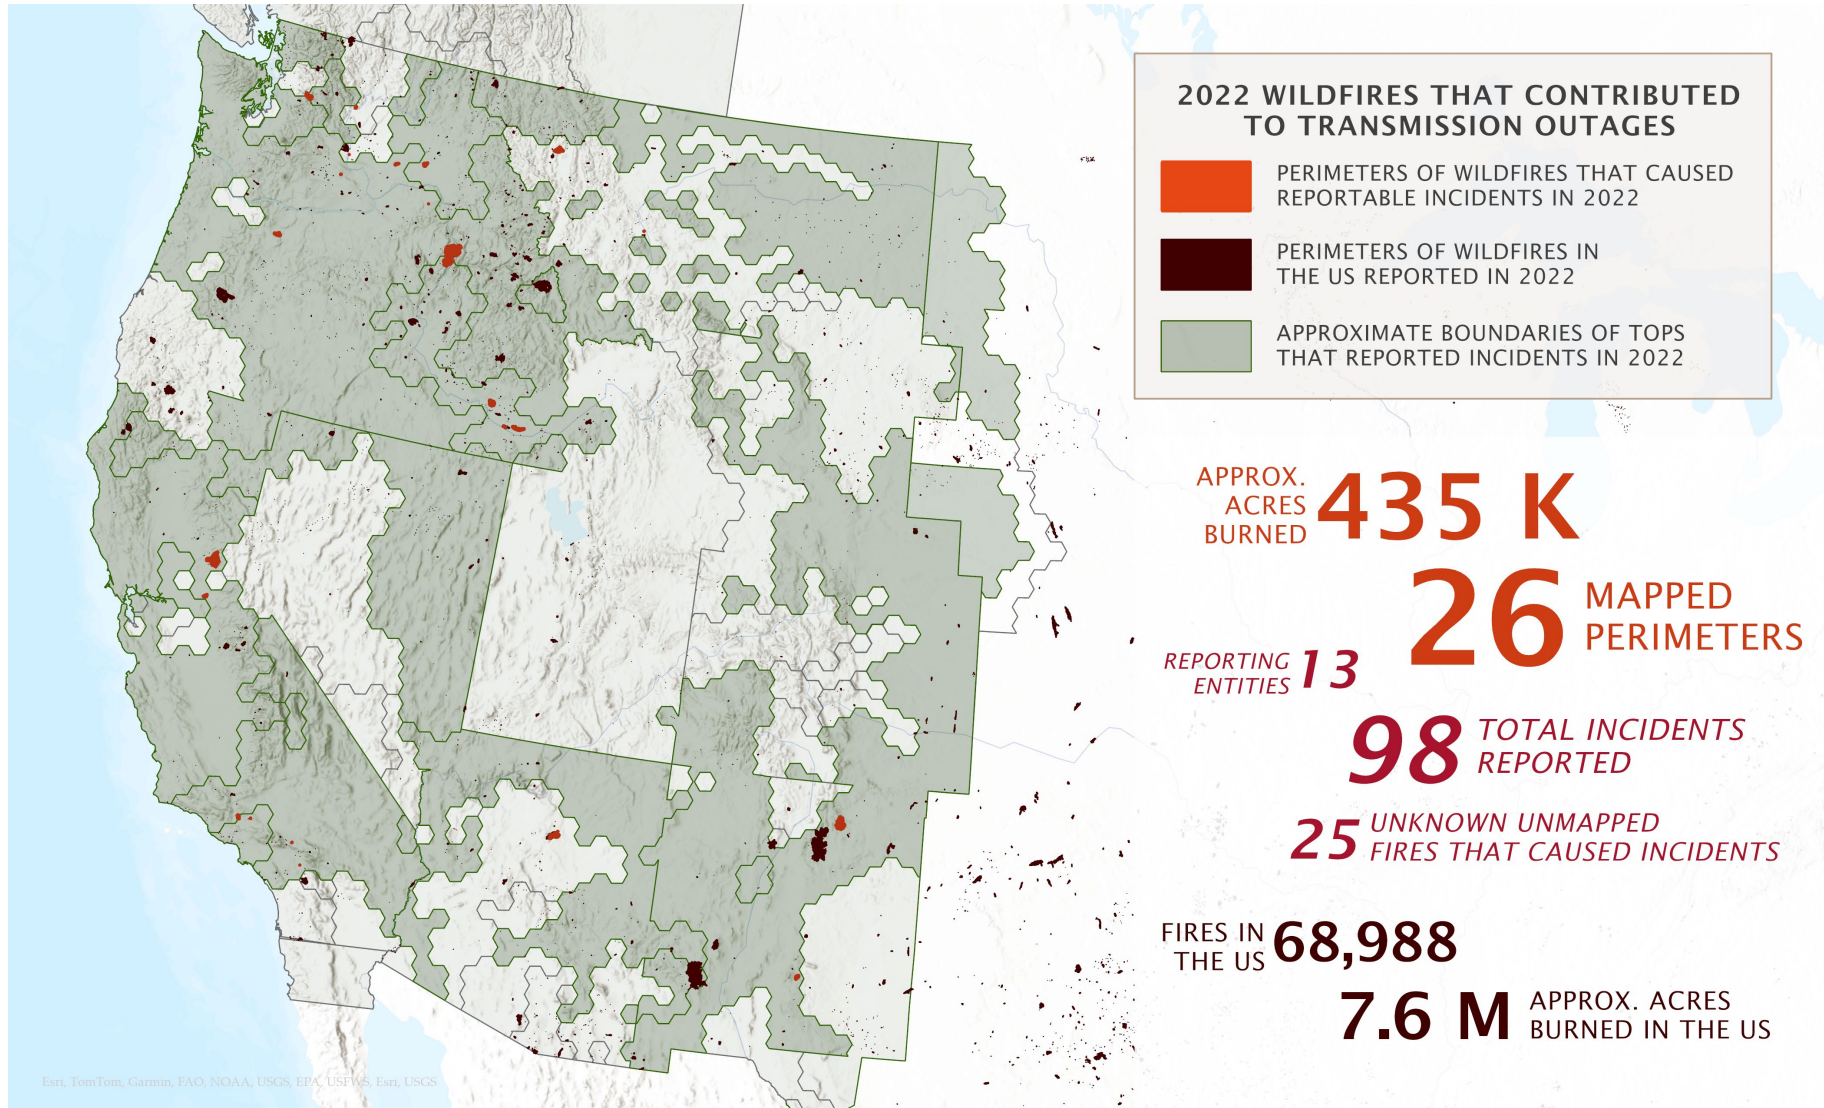 2022 WILDFIRES THAT CONTRIBUTED
TO TRANSMISSION OUTAGES
PERIMETERS OF WILDFIRES THAT CAUSED
REPORTABLE INCIDENTS IN 2022
PERIMETERS OF WILDFIRES IN
THE US REPORTED IN 2022
APPROXIMATE BOUNDARIES OF TOPS
THAT REPORTED INCIDENTS IN 2022
APPROX.
ACRES
BURNED
435 K
26
MAPPED
PERIMETERS
REPORTING
ENTITIES
13
98
TOTAL INCIDENTS
REPORTED
25
UNKNOWN UNMAPPED
FIRES THAT CAUSED INCIDENTS
FIRES IN
THE US
68,988
7.6 M
APPROX. ACRES
BURNED IN THE US
Esri, TomTom, Garmin, FAO, NOAA, USGS, EPA, USFWS, Esri, USGS